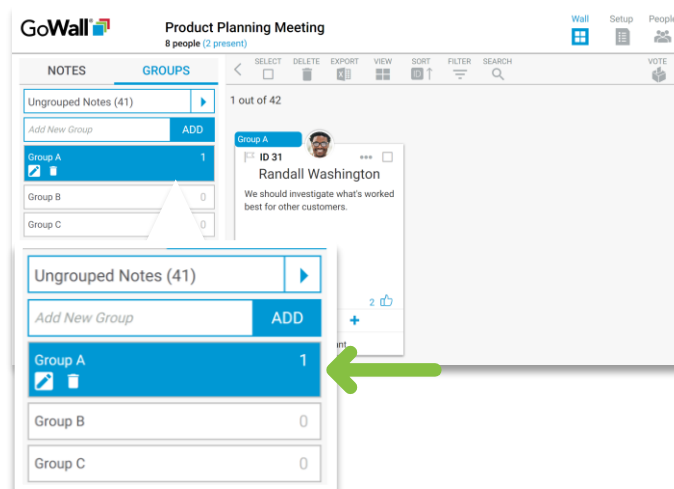 GoWall
Product Planning Meeting
8 people (2 present)
Wall
Setup
People
NOTES
GROUPS
SELECT
DELETE
EXPORT
VIEW
SORT
FILTER
SEARCH
VOTE
ID
Ungrouped Notes (41)
1 out of 42
Add New Group
ADD
Group A
1
Group B
0
Group C
0
Group A
ID 31
Randall Washington
We should investigate what's worked
best for other customers.
2
+
Ungrouped Notes (41)
Add New Group
ADD
Group A
1
Group B
0
Group C
0